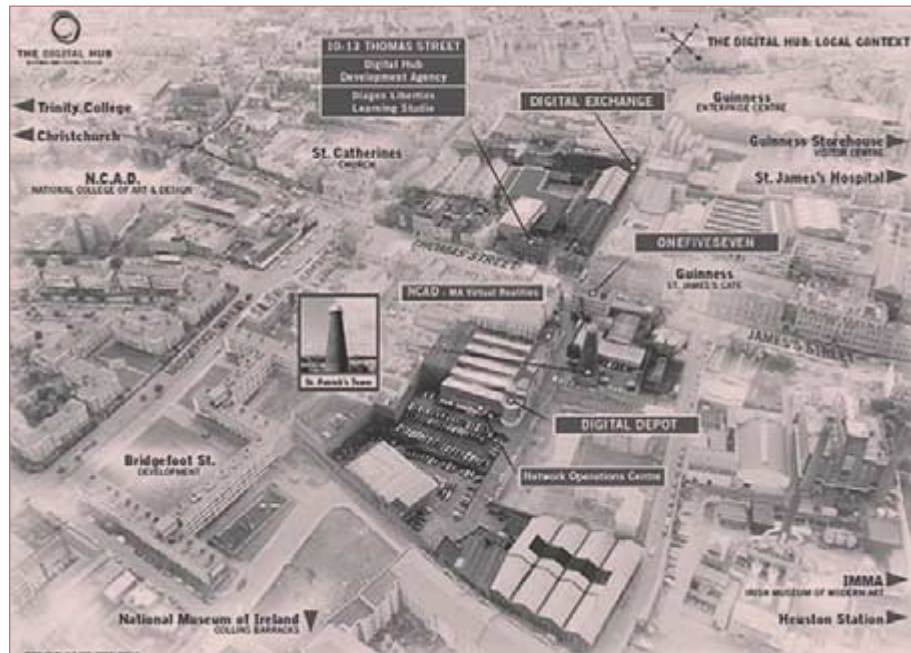 THE DIGITAL HUB
10-13 THOMAS STREET
Digital Hub
Development Agency
Diageo Liberties
Learning Studio
THE DIGITAL HUB: LOCAL CONTEXT
Trinity College
Christchurch
N.C.A.D.
NATIONAL COLLEGE OF ART & DESIGN
St. Catherines
CHURCH
DIGITAL EXCHANGE
Guinness
ENTERPRISE CENTRE
Guinness Storehouse
VISITOR CENTRE
St. James's Hospital
THOMAS STREET
ONEFIVESEVEN
Guinness
ST. JAMES'S GATE
NCAD - MA Virtual Realities
JAMES'S STREET
St. Patrick's Tower
DIGITAL DEPOT
Network Operations Centre
Bridgefoot St.
DEVELOPMENT
National Museum of Ireland
COLLINS BARRACKS
IMMA
IRISH MUSEUM OF MODERN ART
Heuston Station